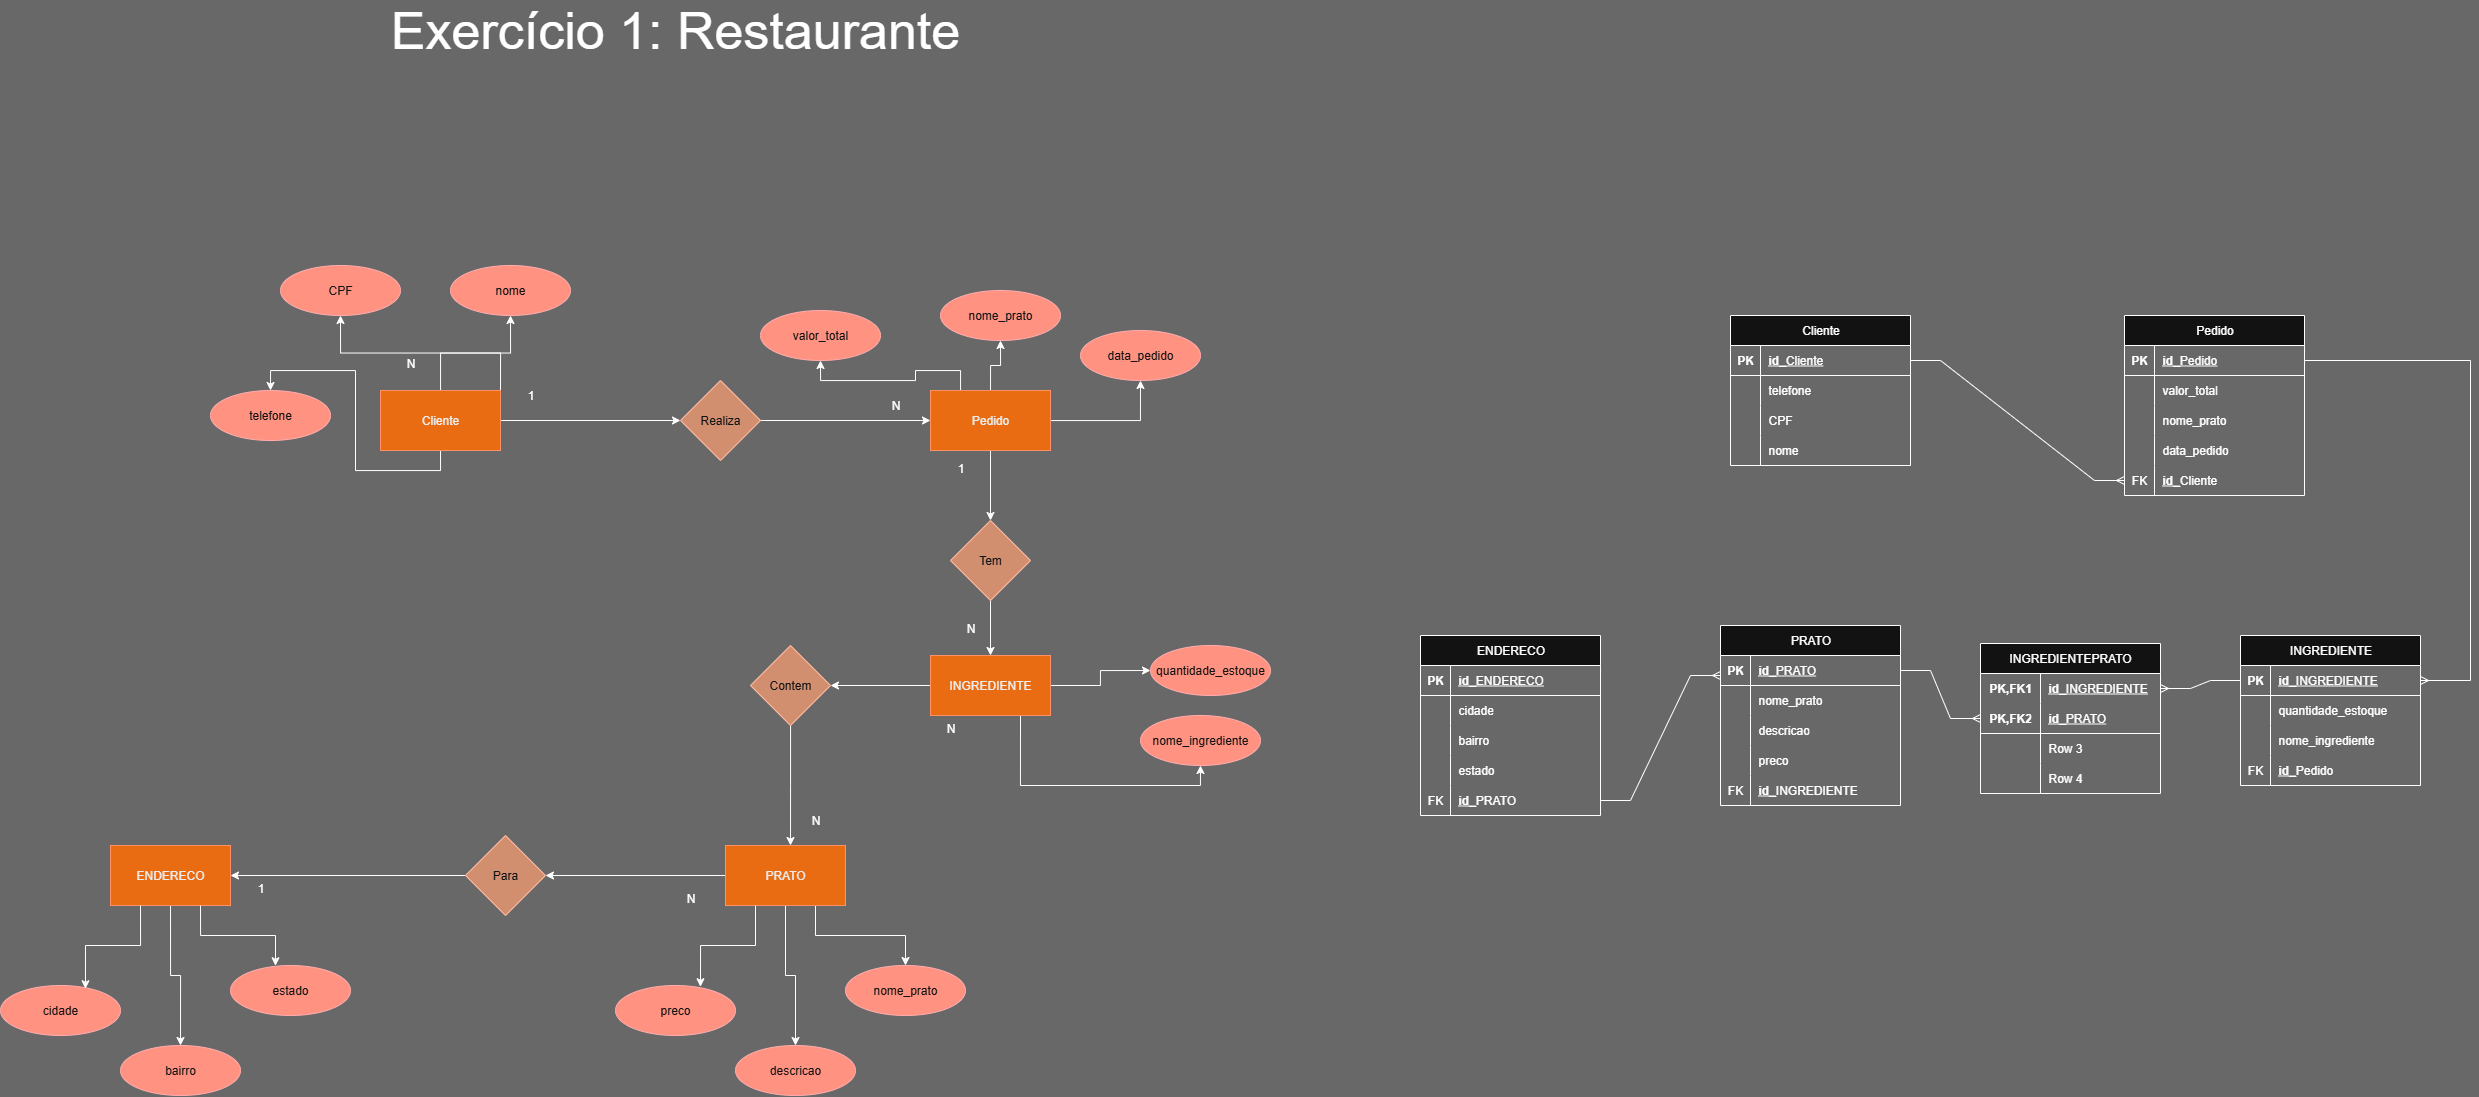 Exercício 1: Restaurante
CPF
nome
N
telefone
1
Cliente
Realiza
valor_total
nome_prato
data_pedido
N
Pedido
1
Tem
N
INGREDIENTE
quantidade_estoque
nome_ingrediente
N
Contem
N
PRATO
N
Para
1
ENDERECO
cidade
bairro
estado
preco
descricao
nome_prato
Cliente
PK id_Cliente
telefone
CPF
nome
Pedido
PK id_Pedido
valor_total
nome_prato
data_pedido
FK id_Cliente
ENDERECO
PK id_ENDERECO
cidade
bairro
estado
FK id_PRATO
PRATO
PK id_PRATO
nome_prato
descricao
preco
FK id_INGREDIENTE
INGREDIENTEPRATO
PK,FK1 id_INGREDIENTE
PK,FK2 id_PRATO
Row 3
Row 4
INGREDIENTE
PK id_INGREDIENTE
quantidade_estoque
nome_ingrediente
FK id_Pedido